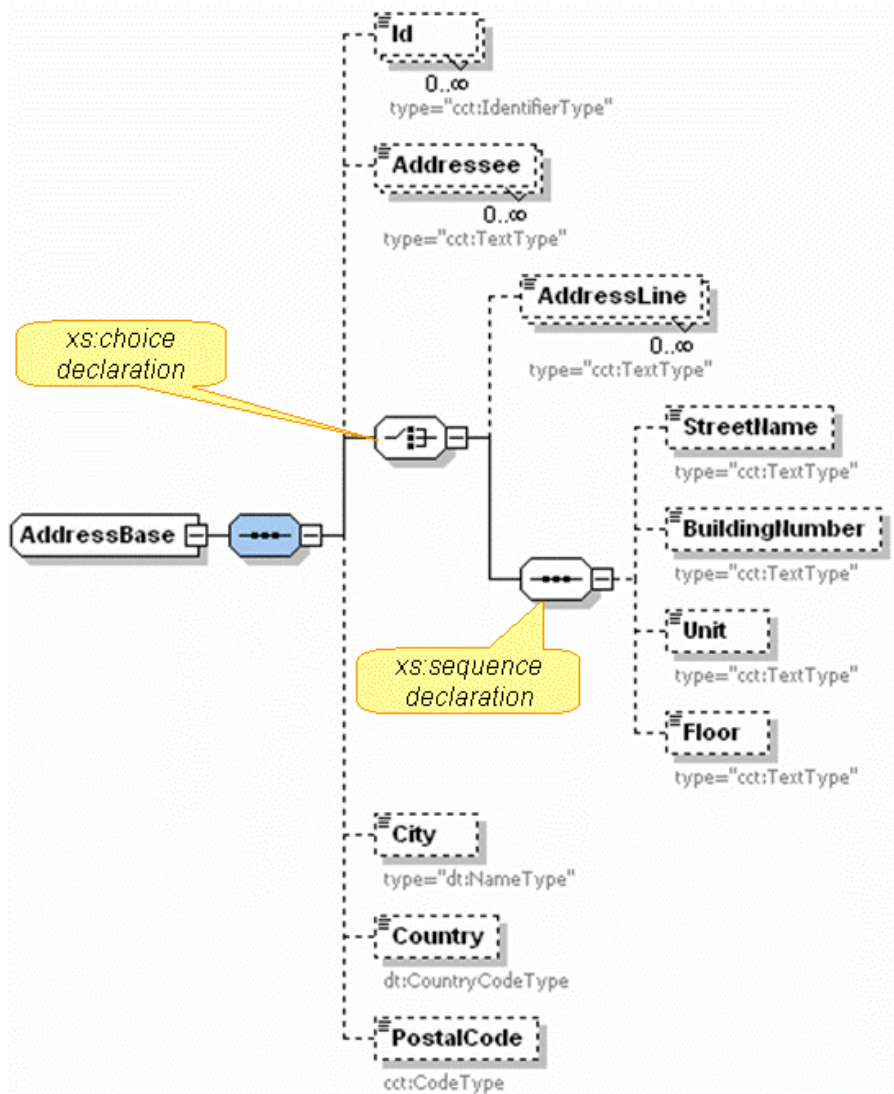 Id
0..∞
type="cct:IdentifierType"
Addressee
0..∞
type="cct:TextType"
AddressLine
0..∞
type="cct:TextType"
xs:choice
declaration
StreetName
type="cct:TextType"
BuildingNumber
type="cct:TextType"
AddressBase
Unit
type="cct:TextType"
xs:sequence
declaration
Floor
type="cct:TextType"
City
type="dt:NameType"
Country
dt:CountryCodeType
PostalCode
cct:CodeType